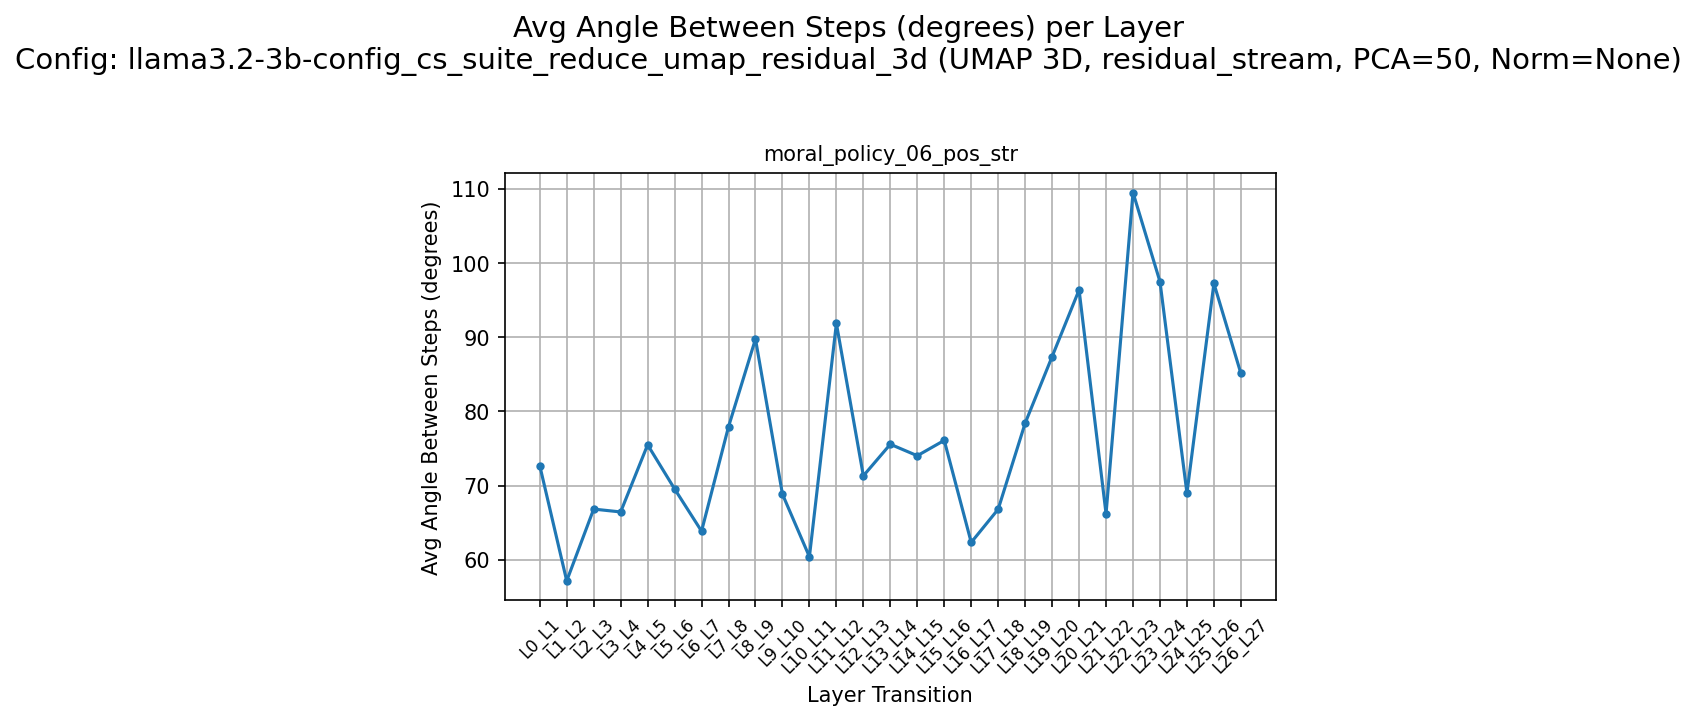 Avg Angle Between Steps (degrees) per Layer
Config: llama3.2-3b-config_cs_suite_reduce_umap_residual_3d (UMAP 3D, residual_stream, PCA=50, Norm=None)
moral_policy_06_pos_str
Avg Angle Between Steps (degrees)
110
100
90
80
70
60
L0_L1
L1_L2
L2_L3
L3_L4
L4_L5
L5_L6
L6_L7
L7_L8
L8_L9
L9_L10
L10_L11
L11_L12
L12_L13
L13_L14
L14_L15
L15_L16
L16_L17
L17_L18
L18_L19
L19_L20
L20_L21
L21_L22
L22_L23
L23_L24
L24_L25
L25_L26
L26_L27
Layer Transition